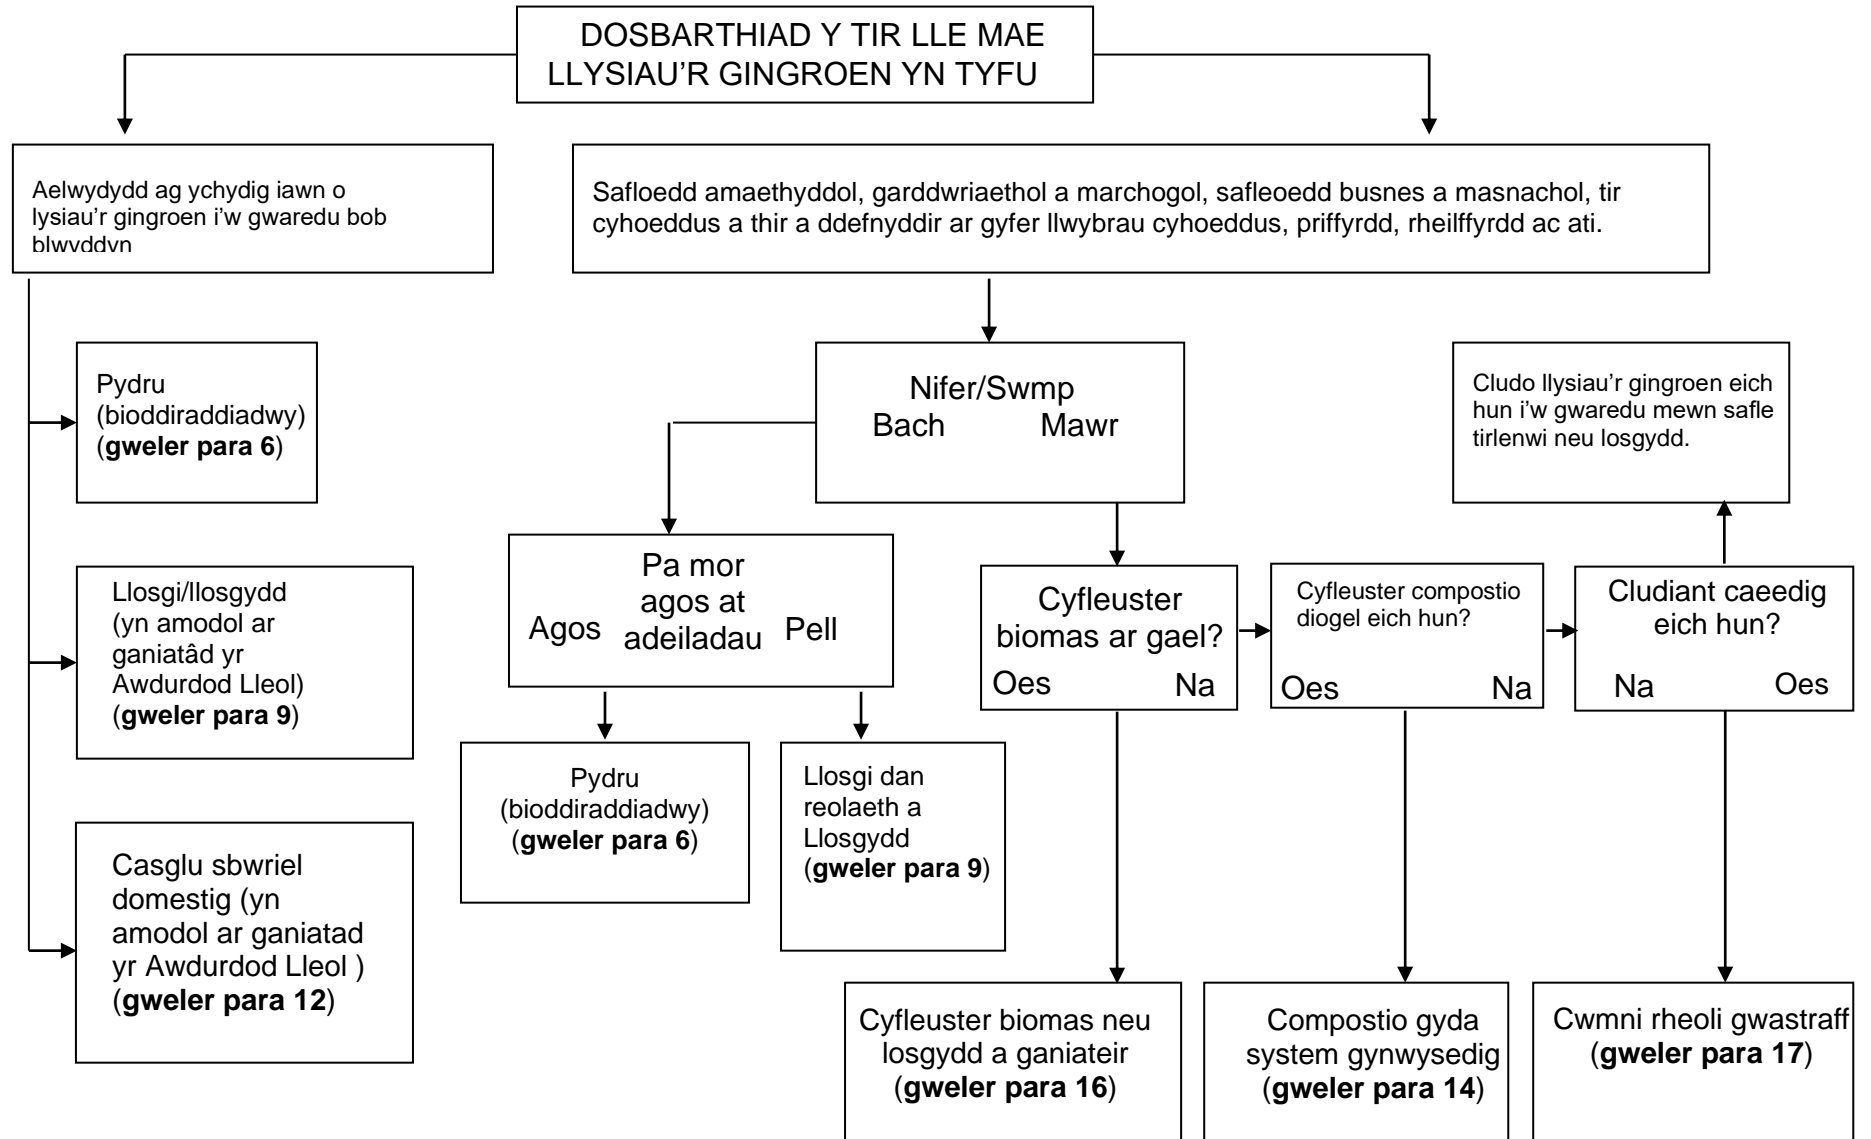 DOSBARTHIAD Y TIR LLE MAE
LLYSIAU'R GINGROEN YN TYFU
Aelwydydd ag ychydig iawn o
lysiau'r gingroen i'w gwaredu bob
blwyddyn
Safloedd amaethyddol, garddwriaethol a marchogol, safleoedd busnes a masnachol, tir
cyhoeddus a thir a ddefnyddir ar gyfer llwybrau cyhoeddus, priffyrdd, rheilffyrdd ac ati.
Pydru
(bioddiraddiadwy)
(gweler para 6)
Nifer/Swmp
Bach Mawr
Cludo llysiau'r gingroen eich
hun i'w gwaredu mewn safle
tirlenwi neu losgydd.
Llosgi/llosgydd
(yn amodol ar
ganiatâd yr
Awdurdod Lleol)
(gweler para 9)
Pa mor
agos at
adeiladau
Agos Pell
Cyfleuster
biomas ar gael?
Oes Na
Cyfleuster compostio
diogel eich hun?
Oes Na
Cludiant caeedig
eich hun?
Na Oes
Pydru
(bioddiraddiadwy)
(gweler para 6)
Llosgi dan
reolaeth a
Llosgydd
(gweler para 9)
Casglu sbwriel
domestig (yn
amodol ar ganiatad
yr Awdurdod Lleol )
(gweler para 12)
Cyfleuster biomas neu
losgydd a ganiateir
(gweler para 16)
Compostio gyda
system gynwysedig
(gweler para 14)
Cwmni rheoli gwastraff
(gweler para 17)